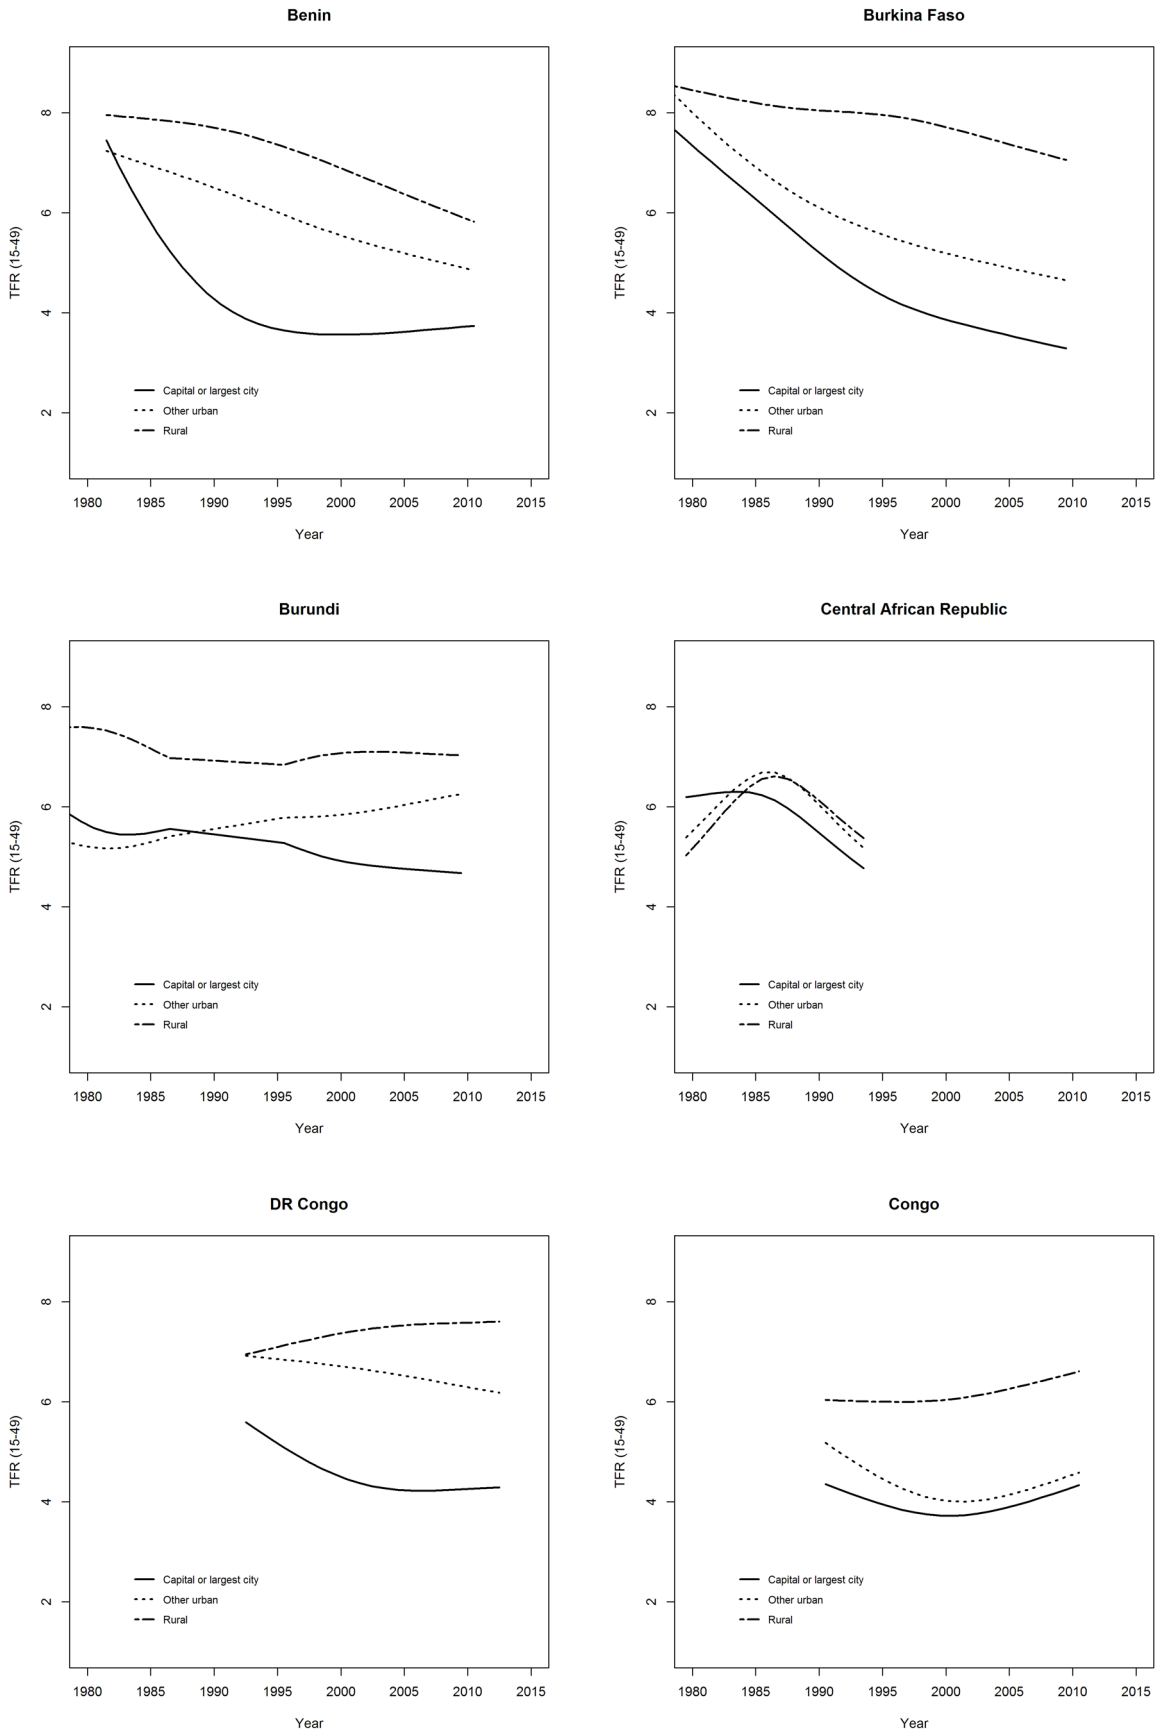 Benin
TFR (15-49)
8
6
4
2
Capital or largest city
Other urban
Rural
1980 1985 1990 1995 2000 2005 2010 2015
Year
Burkina Faso
TFR (15-49)
8
6
4
2
Capital or largest city
Other urban
Rural
1980 1985 1990 1995 2000 2005 2010 2015
Year
Burundi
TFR (15-49)
8
6
4
2
Capital or largest city
Other urban
Rural
1980 1985 1990 1995 2000 2005 2010 2015
Year
Central African Republic
TFR (15-49)
8
6
4
2
Capital or largest city
Other urban
Rural
1980 1985 1990 1995 2000 2005 2010 2015
Year
DR Congo
TFR (15-49)
8
6
4
2
Capital or largest city
Other urban
Rural
1980 1985 1990 1995 2000 2005 2010 2015
Year
Congo
TFR (15-49)
8
6
4
2
Capital or largest city
Other urban
Rural
1980 1985 1990 1995 2000 2005 2010 2015
Year